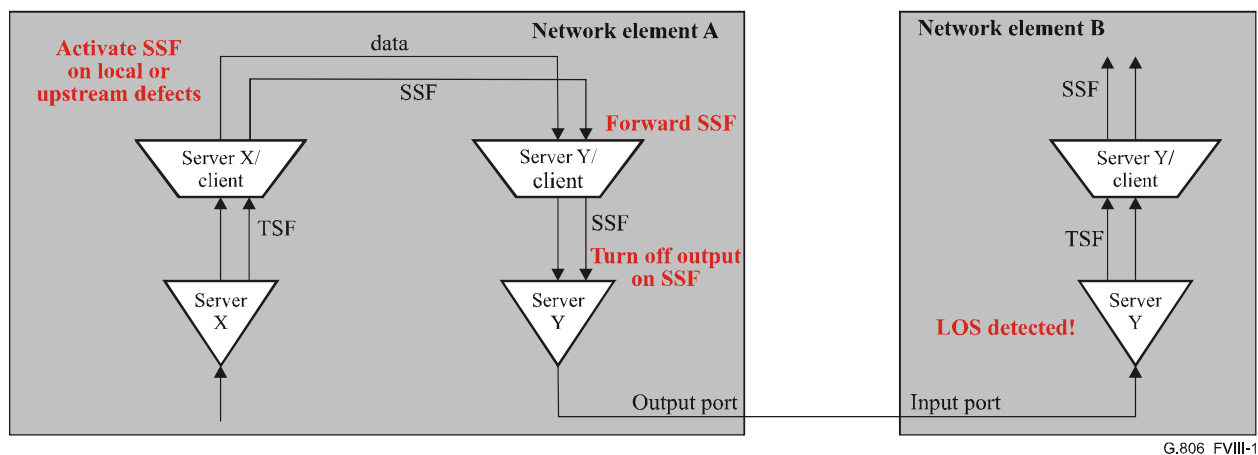 Network element A
Activate SSF
on local or
upstream defects
data
SSF
Forward SSF
Server X/
client
Server Y/
client
TSF
SSF
Turn off output
on SSF
Server
X
Server
Y
Output port
Network element B
SSF
Server Y/
client
TSF
Server
Y
LOS detected!
Input port
G.806_FVIII-1